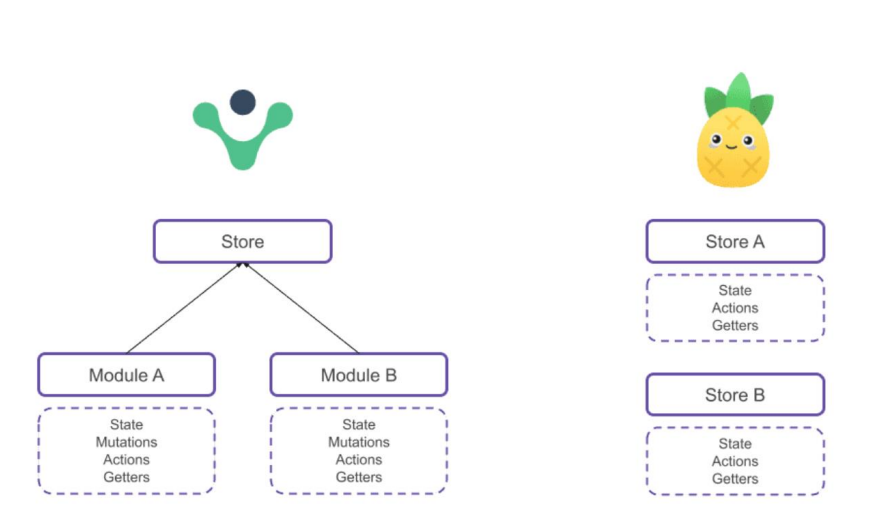 Store
Module A
State
Mutations
Actions
Getters
Module B
State
Mutations
Actions
Getters
Store A
State
Actions
Getters
Store B
State
Actions
Getters